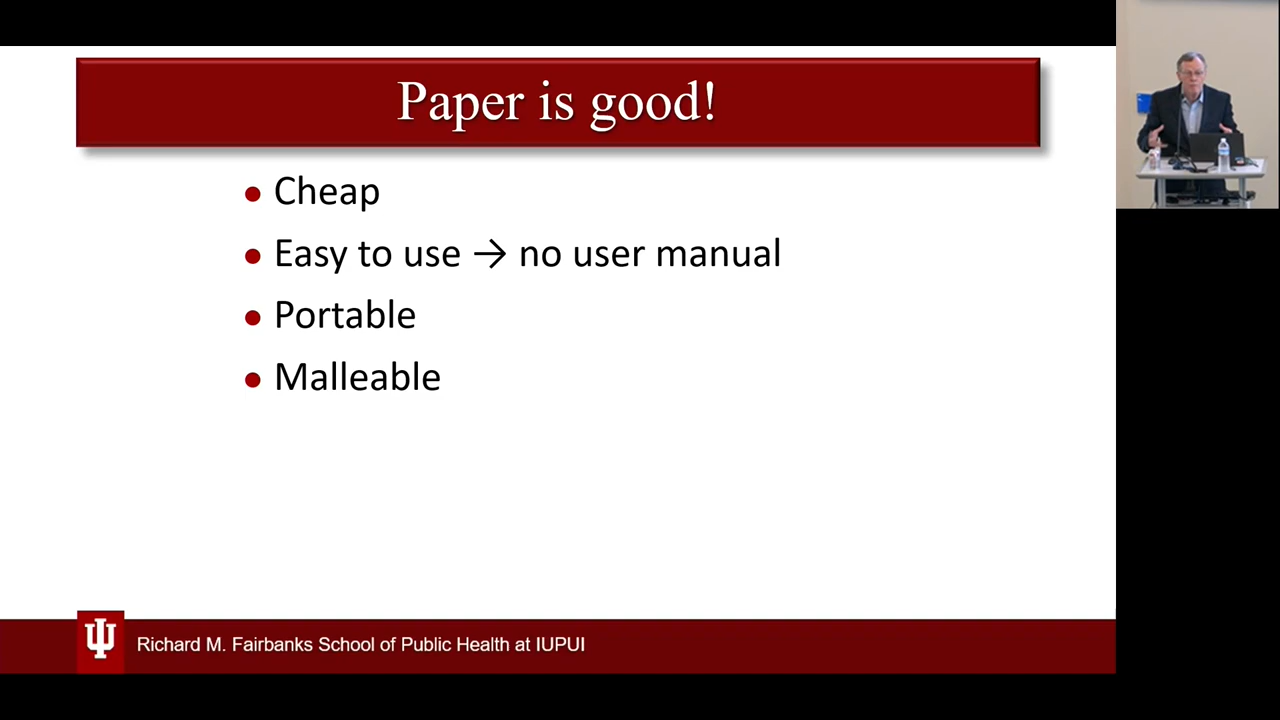 Paper is good!
● Cheap
● Easy to use → no user manual
● Portable
● Malleable
Richard M. Fairbanks School of Public Health at IUPUI